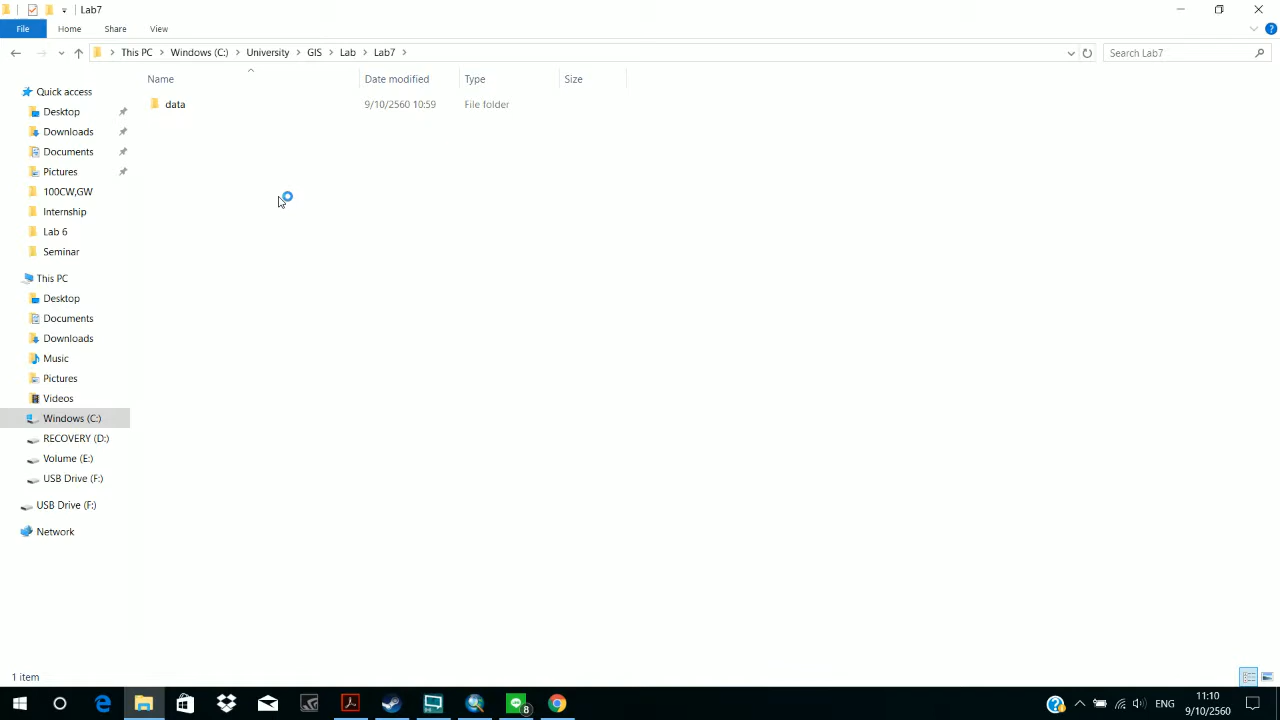 Lab7
File Home Share View
This PC Windows (C:) University GIS Lab Lab7
Search Lab7
Name Date modified Type Size
data 9/10/2560 10:59 File folder
Quick access
Desktop
Downloads
Documents
Pictures
100CW,GW
Internship
Lab 6
Seminar
This PC
Desktop
Documents
Downloads
Music
Pictures
Videos
Windows (C:)
RECOVERY (D:)
Volume (E:)
USB Drive (F:)
USB Drive (F:)
Network
1 item
8
ENG
11:10
9/10/2560